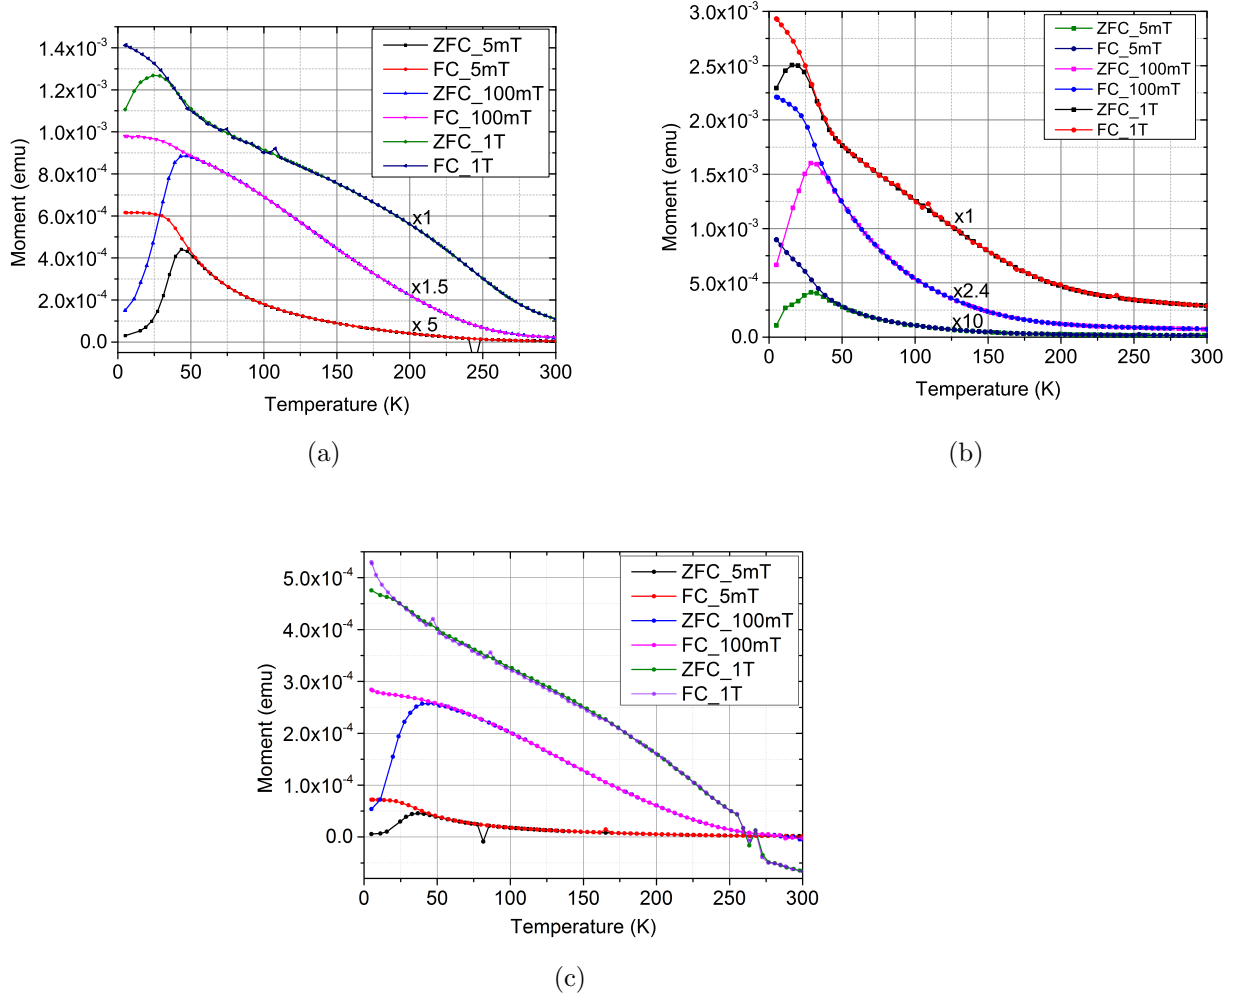 1.4x10⁻³
1.2x10⁻³
1.0x10⁻³
8.0x10⁻⁴
6.0x10⁻⁴
4.0x10⁻⁴
2.0x10⁻⁴
0.0
Moment (emu)
ZFC_5mT
FC_5mT
ZFC_100mT
FC_100mT
ZFC_1T
FC_1T
x1
x1.5
x 5
0 50 100 150 200 250 300
Temperature (K)
(a)
3.0x10⁻³
2.5x10⁻³
2.0x10⁻³
1.5x10⁻³
1.0x10⁻³
5.0x10⁻⁴
0.0
Moment (emu)
ZFC_5mT
FC_5mT
ZFC_100mT
FC_100mT
ZFC_1T
FC_1T
x1
x2.4
x10
0 50 100 150 200 250 300
Temperature (K)
(b)
5.0x10⁻⁴
4.0x10⁻⁴
3.0x10⁻⁴
2.0x10⁻⁴
1.0x10⁻⁴
0.0
Moment (emu)
ZFC_5mT
FC_5mT
ZFC_100mT
FC_100mT
ZFC_1T
FC_1T
0 50 100 150 200 250 300
Temperature (K)
(c)